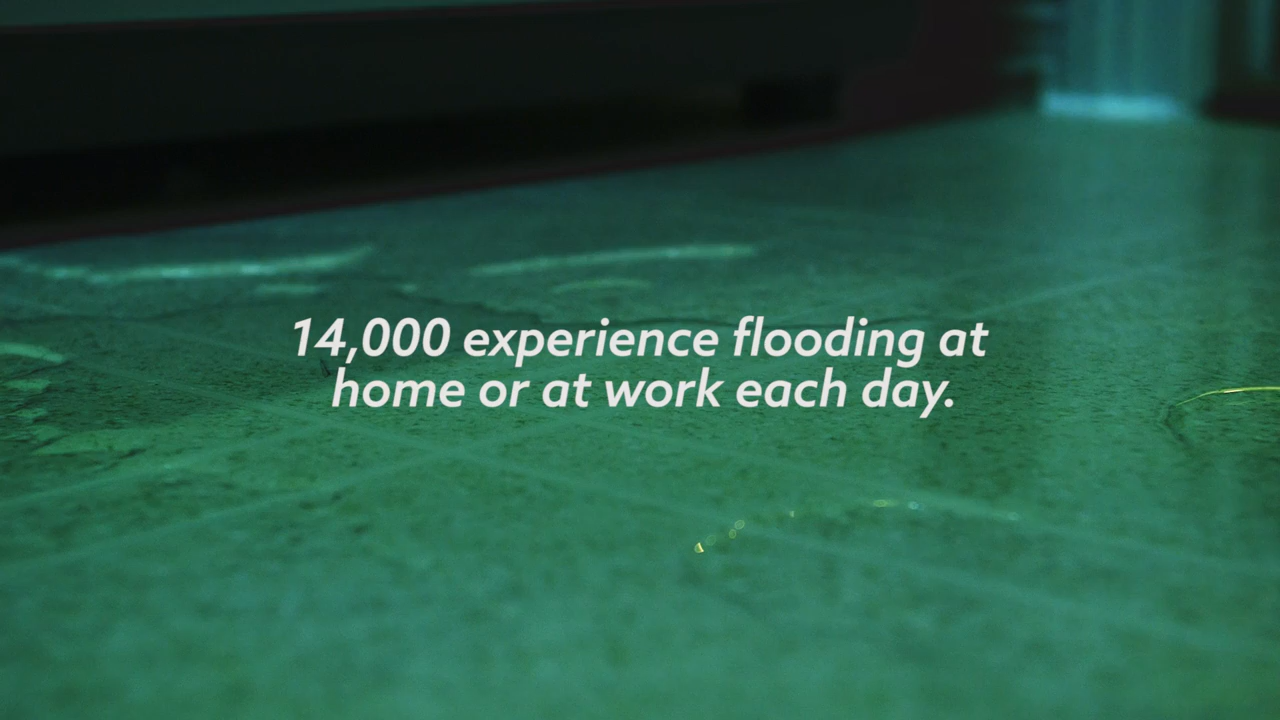 14,000 experience flooding at
home or at work each day.